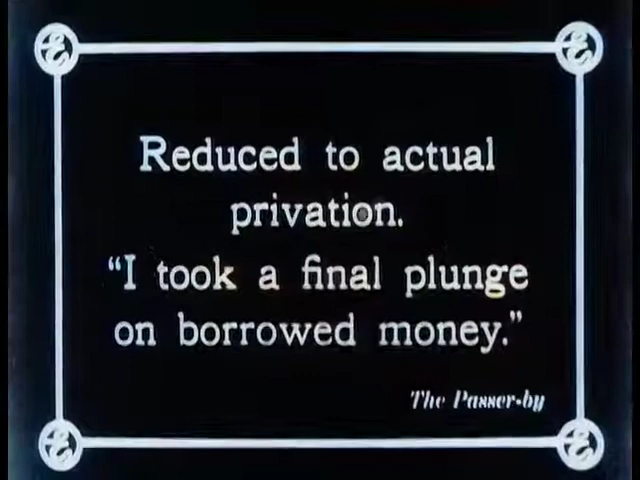 Reduced to actual
privation.
“I took a final plunge
on borrowed money.”
The Passer-by